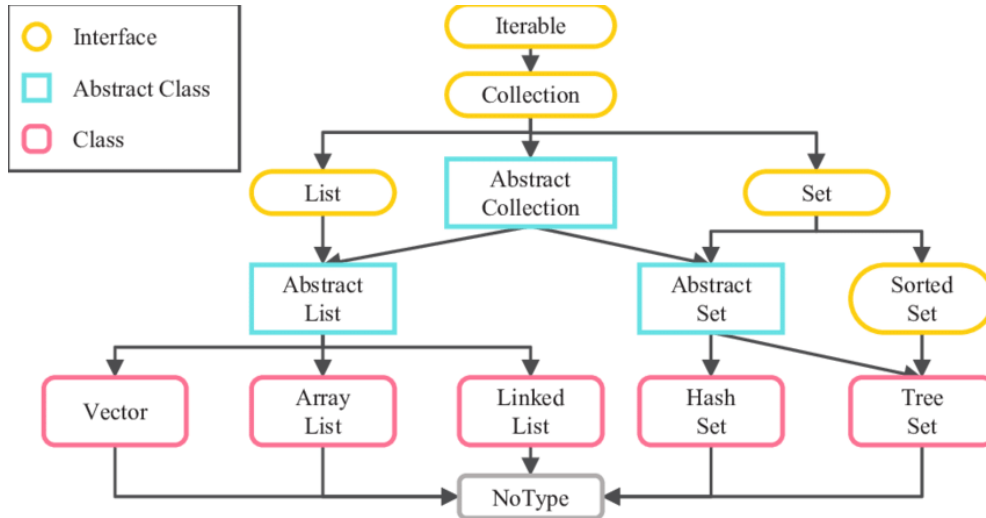 Interface
Abstract Class
Class
Iterable
Collection
List
Abstract
Collection
Set
Abstract
List
Abstract
Set
Sorted
Set
Vector
Array
List
Linked
List
Hash
Set
Tree
Set
NoType